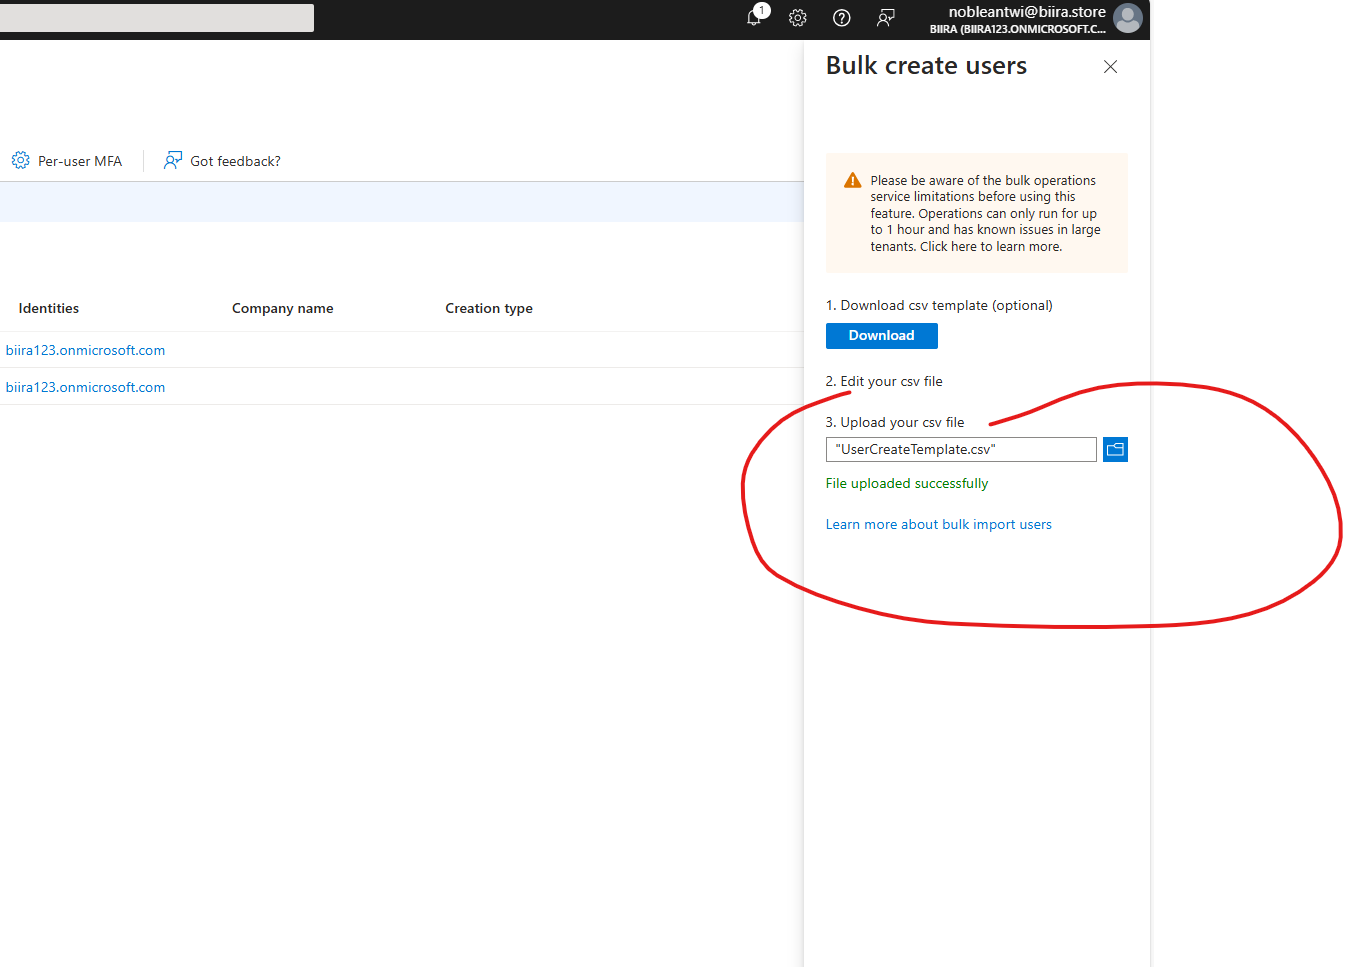 1
nobleantwi@biira.store
BIIRA (BIIRA123.ONMICROSOFT.C...
Bulk create users
Per-user MFA
Got feedback?
Please be aware of the bulk operations
service limitations before using this
feature. Operations can only run for up
to 1 hour and has known issues in large
tenants. Click here to learn more.
Identities
Company name
Creation type
biira123.onmicrosoft.com
biira123.onmicrosoft.com
1. Download csv template (optional)
Download
2. Edit your csv file
3. Upload your csv file
"UserCreateTemplate.csv"
File uploaded successfully
Learn more about bulk import users